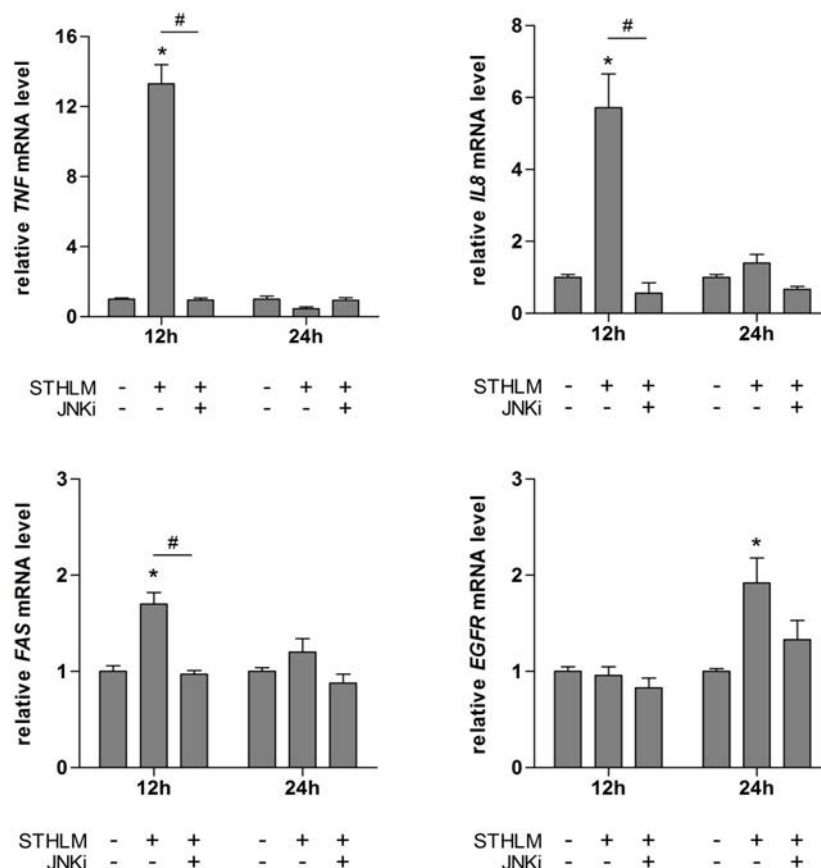 #
#
16
*
12
8
4
0
relative TNF mRNA level
12h 24h
STHLM - + + - + +
JNKi - - + - - +
8
*
6
4
2
0
relative IL8 mRNA level
12h 24h
STHLM - + + - + +
JNKi - - + - - +
3
2
1
0
#
*
relative FAS mRNA level
12h 24h
STHLM - + + - + +
JNKi - - + - - +
3
2
1
0
*
relative EGFR mRNA level
12h 24h
STHLM - + + - + +
JNKi - - + - - +